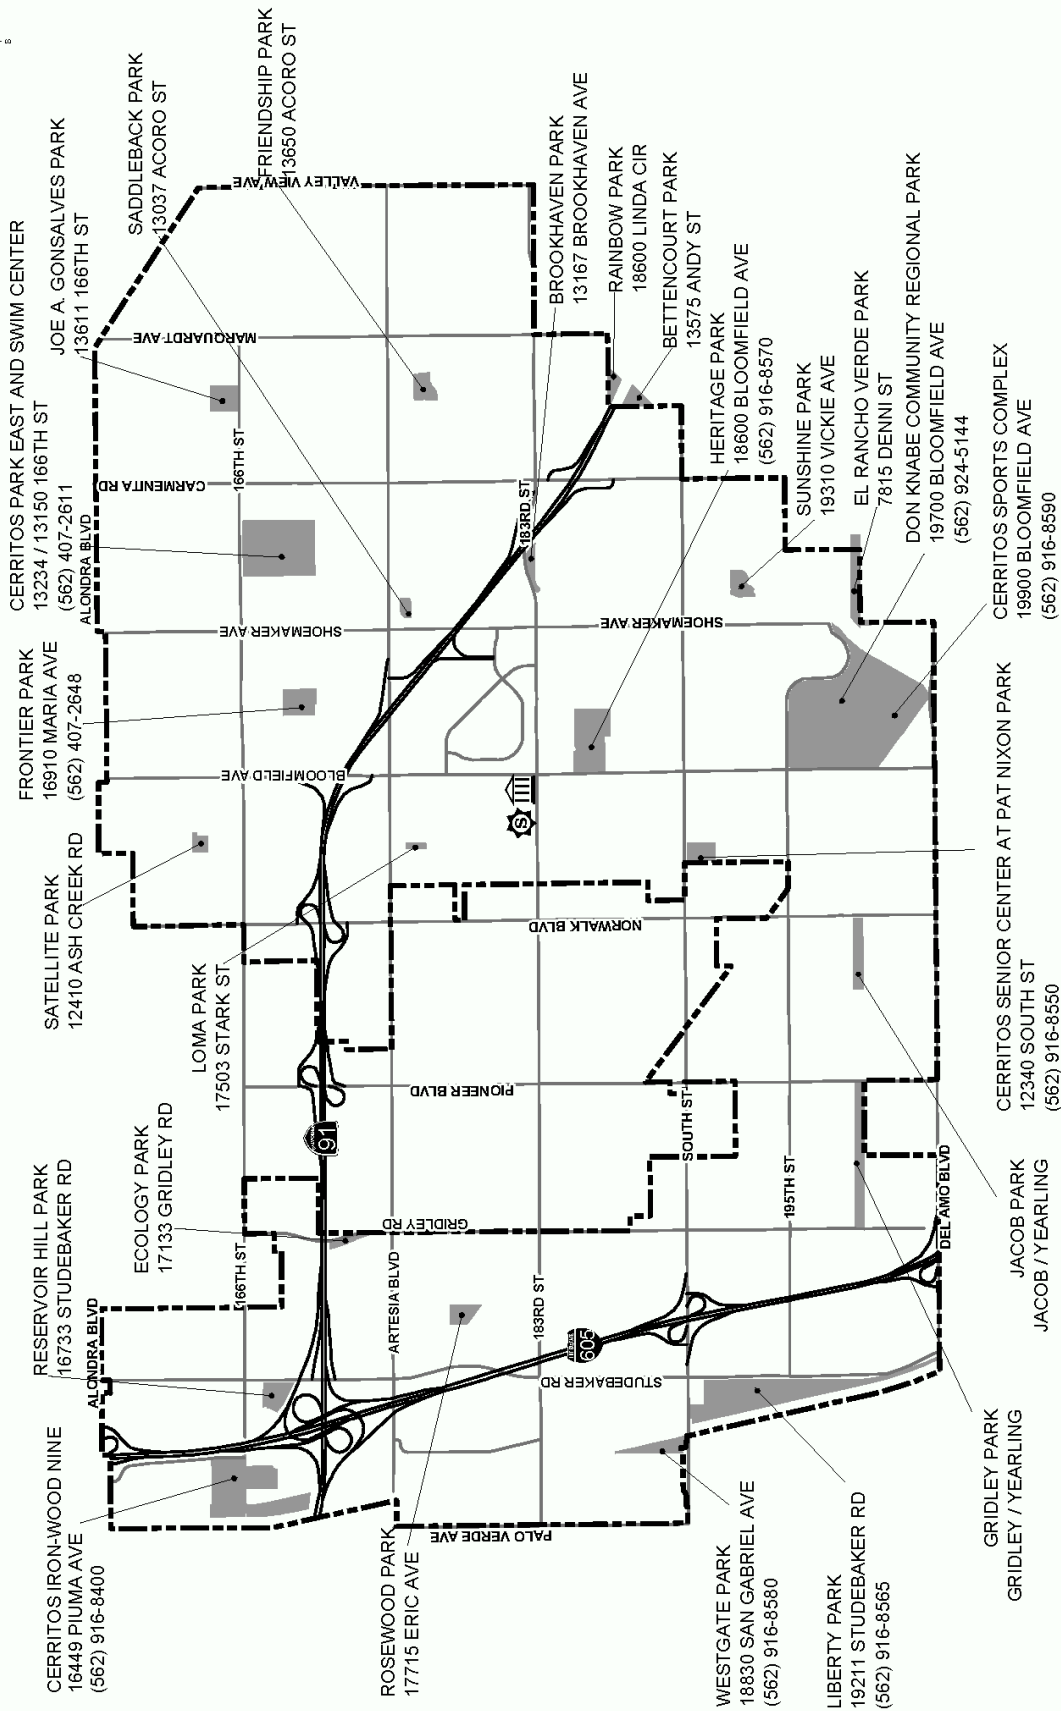 CERRITOS IRON-WOOD NINE
16449 PIUMA AVE
(562) 916-8400
RESERVOIR HILL PARK
16733 STUDEBAKER RD
ECOLOGY PARK
17133 GRIDLEY RD
LOMA PARK
17503 STARK ST
SATELLITE PARK
12410 ASH CREEK RD
FRONTIER PARK
16910 MARIA AVE
(562) 407-2648
CERRITOS PARK EAST AND SWIM CENTER
13234 / 13150 166TH ST
(562) 407-2611
JOE A. GONSALVES PARK
13611 166TH ST
SADDLEBACK PARK
13037 ACORO ST
FRIENDSHIP PARK
13650 ACORO ST
ALONDRA BLVD
ALONDRA BLVD
166TH ST
166TH ST
91
ARTESIA BLVD
183RD ST
183RD. ST
605
S
SOUTH ST
195TH ST
DEL AMO BLVD
PALO VERDE AVE
STUDEBAKER RD
GRIDLEY RD
PIONEER BLVD
NORWALK BLVD
BLOOMFIELD AVE
SHOEMAKER AVE
SHOEMAKER AVE
CARMENITA RD
MARQUARDT AVE
VALLEY VIEW AVE
BROOKHAVEN PARK
13167 BROOKHAVEN AVE
RAINBOW PARK
18600 LINDA CIR
BETTENCOURT PARK
13575 ANDY ST
HERITAGE PARK
18600 BLOOMFIELD AVE
(562) 916-8570
SUNSHINE PARK
19310 VICKIE AVE
EL RANCHO VERDE PARK
7815 DENNI ST
DON KNABE COMMUNITY REGIONAL PARK
19700 BLOOMFIELD AVE
(562) 924-5144
CERRITOS SPORTS COMPLEX
19900 BLOOMFIELD AVE
(562) 916-8590
CERRITOS SENIOR CENTER AT PAT NIXON PARK
12340 SOUTH ST
(562) 916-8550
JACOB PARK
JACOB / YEARLING
GRIDLEY PARK
GRIDLEY / YEARLING
LIBERTY PARK
19211 STUDEBAKER RD
(562) 916-8565
WESTGATE PARK
18830 SAN GABRIEL AVE
(562) 916-8580
ROSEWOOD PARK
17715 ERIC AVE